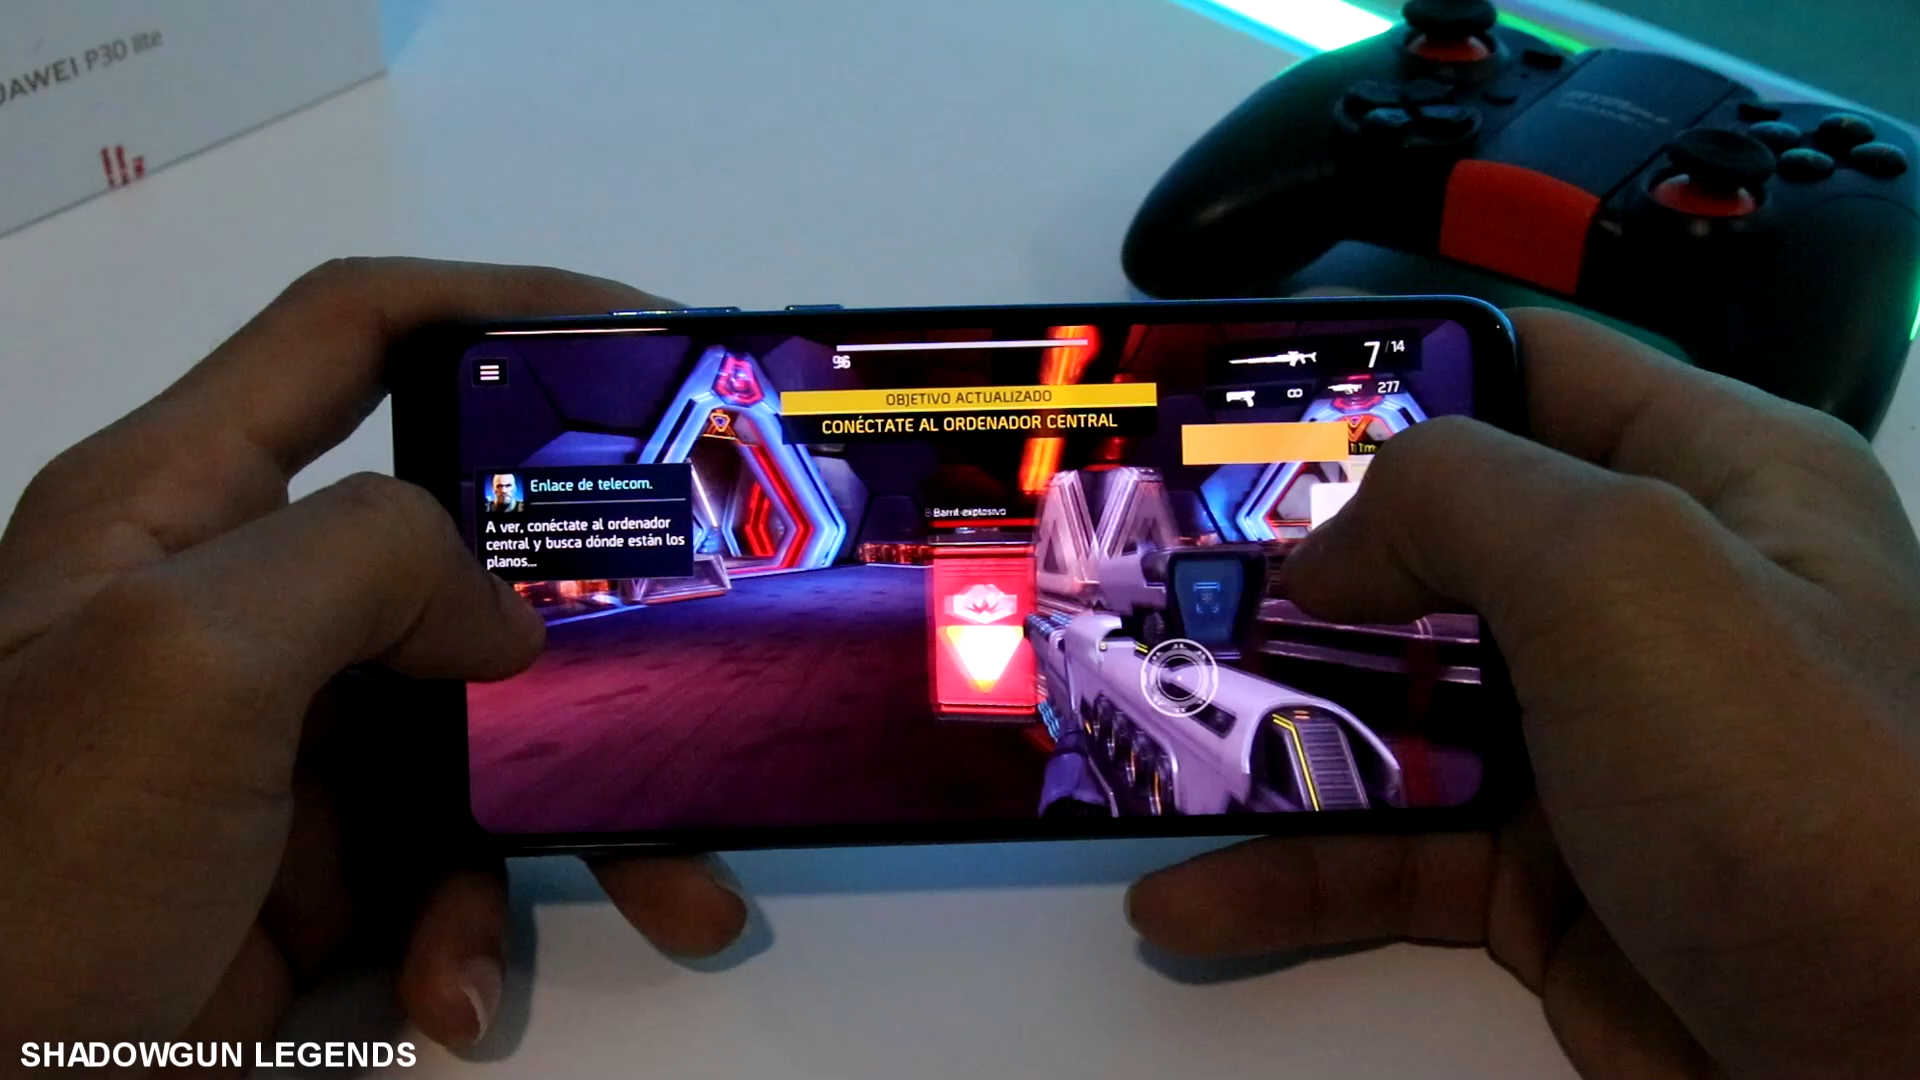 HUAWEI P30 lite
96
7 / 14
∞
277
OBJETIVO ACTUALIZADO
CONÉCTATE AL ORDENADOR CENTRAL
Enlace de telecom.
A ver, conéctate al ordenador
central y busca dónde están los
planos...
SHADOWGUN LEGENDS